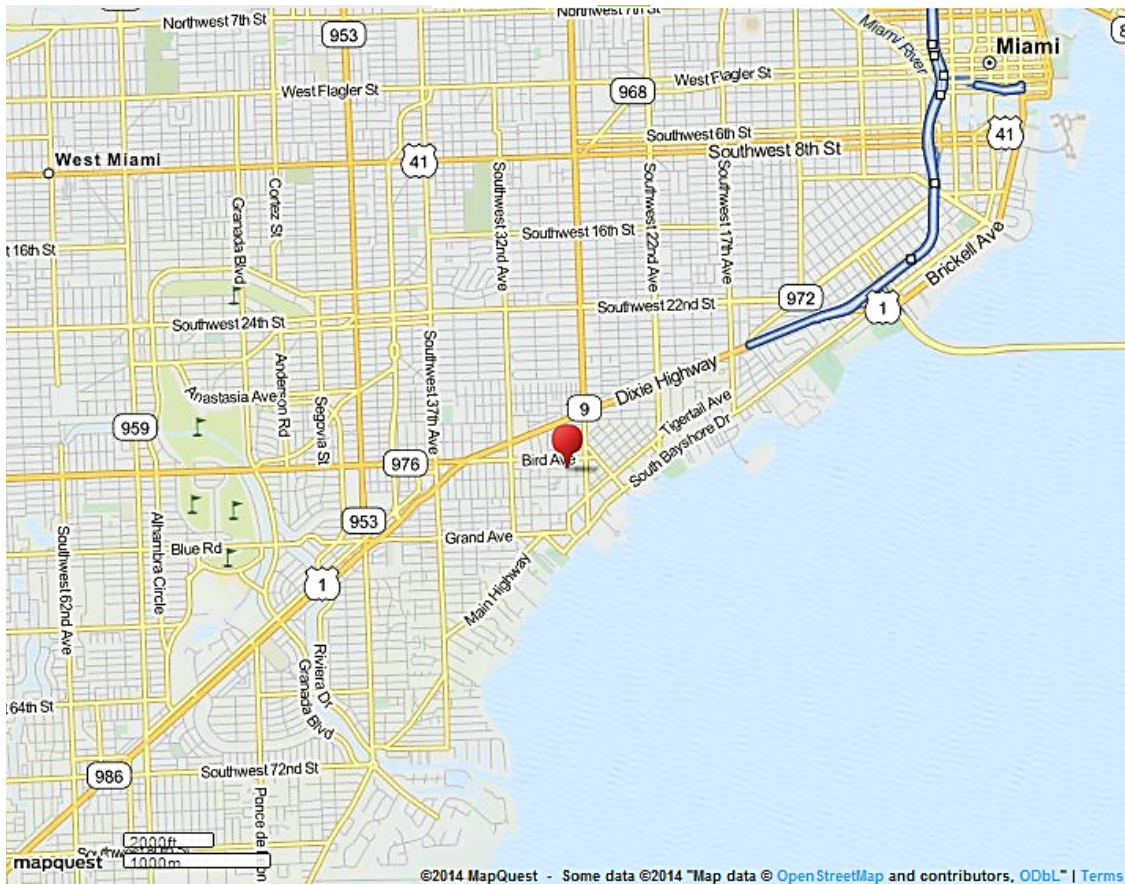 Northwest 7th St
Northwest 7th St
953
8
Miami River
Miami
West Flagler St
West Flagler St
968
Southwest 6th St
41
41
Southwest 8th St
West Miami
Granada Blvd
Cortez St
Southwest 32nd Ave
Southwest 22nd Ave
Southwest 17th Ave
t 16th St
Southwest 16th St
Brickell Ave
972
1
Southwest 22nd St
Southwest 24th St
Southwest 37th Ave
Anderson Rd
Segovia St
Anastasia Ave
Dixie Highway
9
Tigertail Ave
South Bayshore Dr
959
976
Bird Ave
953
Grand Ave
Blue Rd
Alhambra Circle
Southwest 62nd Ave
1
Main Highway
Riviera Dr
Granada Blvd
64th St
986
Southwest 72nd St
2000ft
1000m
mapquest
©2014 MapQuest - Some data ©2014 "Map data © OpenStreetMap and contributors, ODbL" | Terms